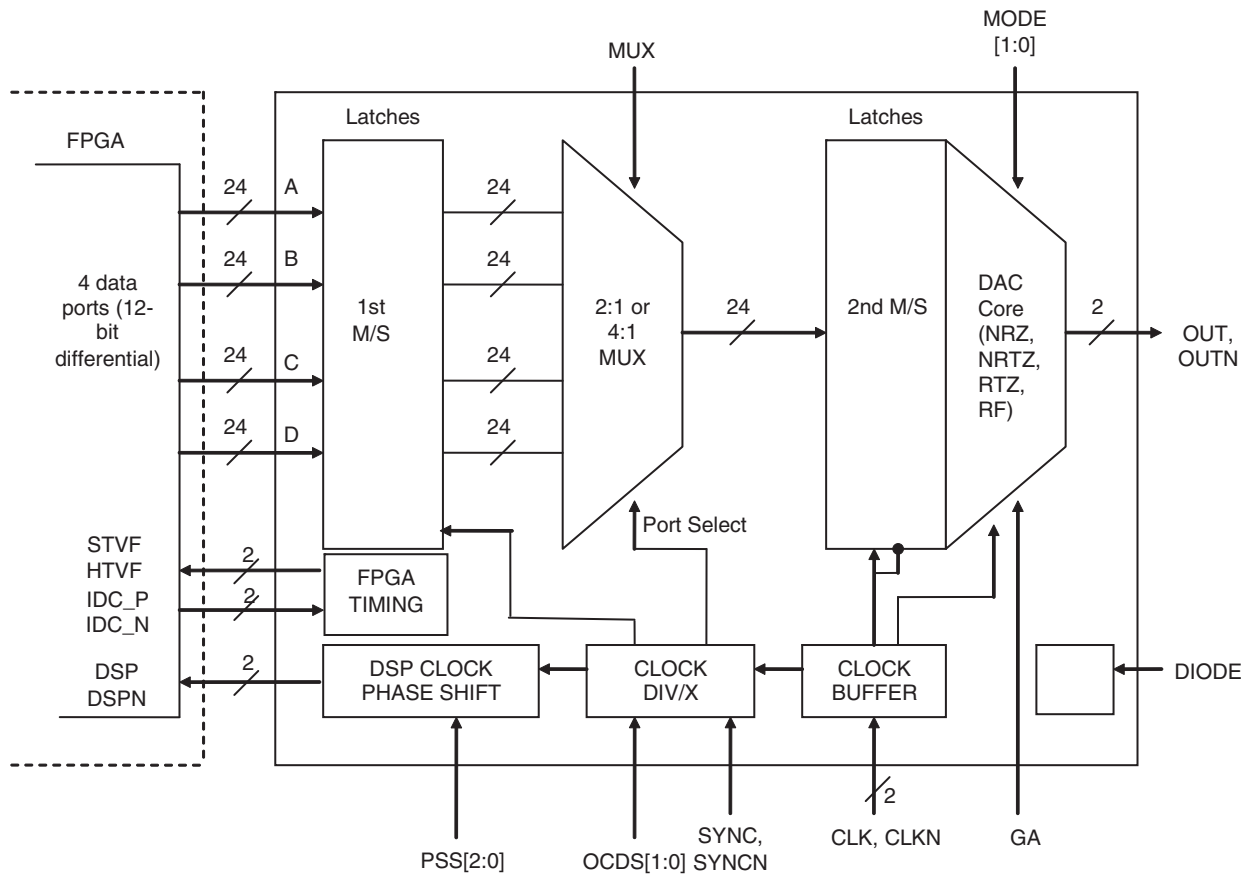 MUX
MODE
[1:0]
FPGA
Latches
Latches
24
A
24
24
B
24
24
C
24
24
D
24
4 data
ports (12-
bit
differential)
1st
M/S
2:1 or
4:1
MUX
24
2nd M/S
DAC
Core
(NRZ,
NRTZ,
RTZ,
RF)
2
OUT,
OUTN
Port Select
STVF
HTVF
2
IDC_P
IDC_N
2
FPGA
TIMING
DSP
DSPN
2
DSP CLOCK
PHASE SHIFT
CLOCK
DIV/X
CLOCK
BUFFER
DIODE
2
PSS[2:0]
OCDS[1:0]
SYNC,
SYNCN
CLK, CLKN
GA